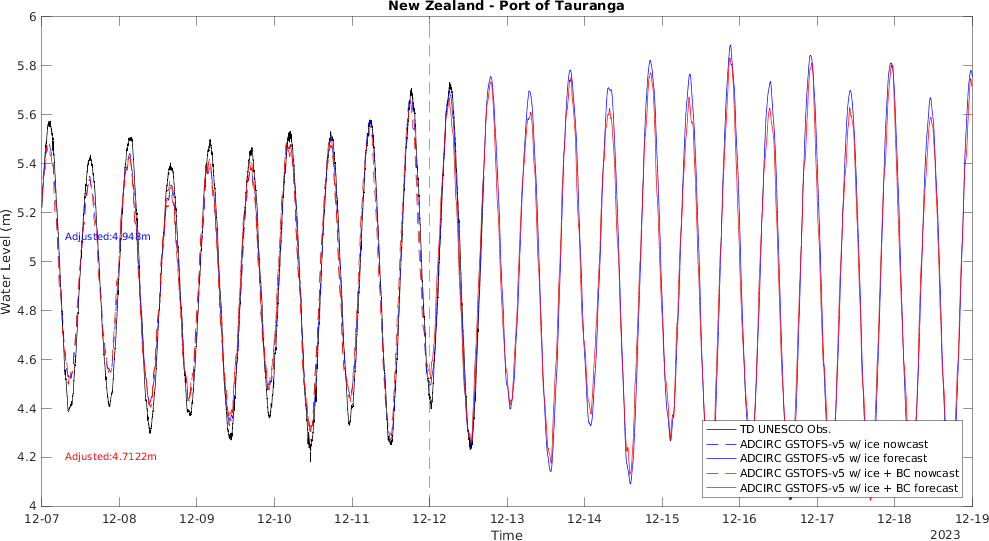 New Zealand - Port of Tauranga
6
5.8
5.6
5.4
5.2
5
4.8
4.6
4.4
4.2
4
Water Level (m)
Adjusted:4.943m
Adjusted:4.7122m
TD UNESCO Obs.
ADCIRC GSTOFS-v5 w/ ice nowcast
ADCIRC GSTOFS-v5 w/ ice forecast
ADCIRC GSTOFS-v5 w/ ice + BC nowcast
ADCIRC GSTOFS-v5 w/ ice + BC forecast
12-07 12-08 12-09 12-10 12-11 12-12 12-13 12-14 12-15 12-16 12-17 12-18 12-19
Time
2023